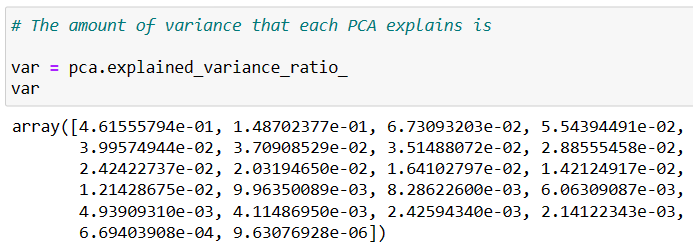 # The amount of variance that each PCA explains is
var = pca.explained_variance_ratio_
var
array([4.61555794e-01, 1.48702377e-01, 6.73093203e-02, 5.54394491e-02,
3.99574944e-02, 3.70908529e-02, 3.51488072e-02, 2.88555458e-02,
2.42422737e-02, 2.03194650e-02, 1.64102797e-02, 1.42124917e-02,
1.21428675e-02, 9.96350089e-03, 8.28622600e-03, 6.06309087e-03,
4.93909310e-03, 4.11486950e-03, 2.42594340e-03, 2.14122343e-03,
6.69403908e-04, 9.63076928e-06])